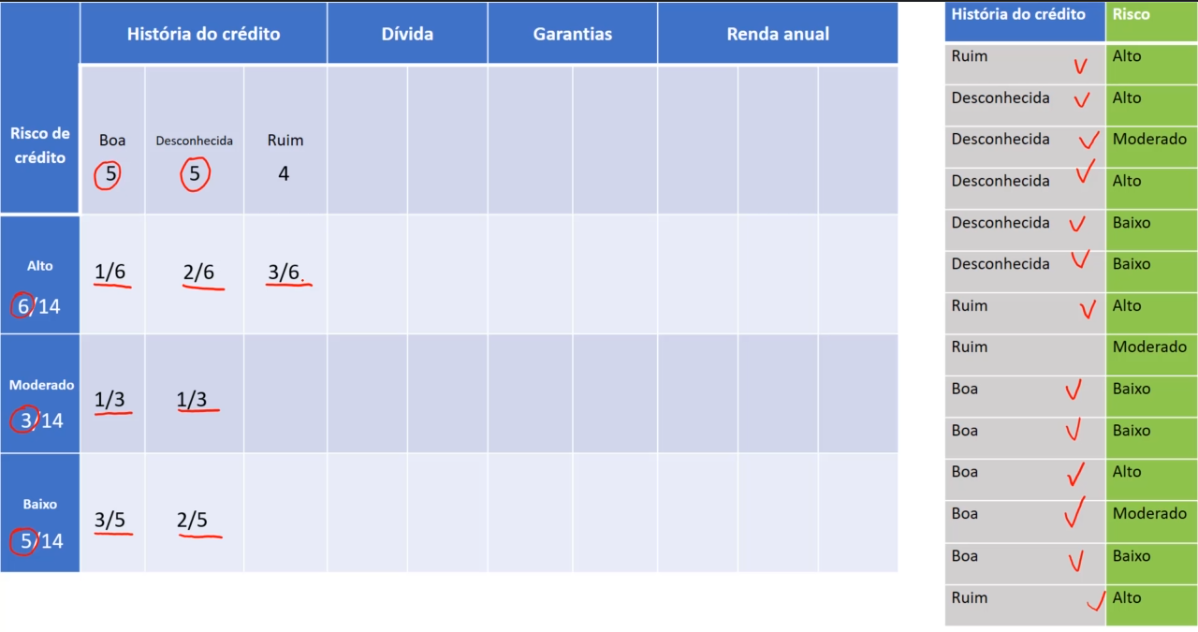 História do crédito Dívida Garantias Renda anual
Risco de
crédito
Boa Desconhecida Ruim
5 5 4
Alto
6/14
1/6 2/6 3/6
Moderado
3/14
1/3 1/3
Baixo
5/14
3/5 2/5
História do crédito Risco
Ruim Alto
Desconhecida Alto
Desconhecida Moderado
Desconhecida Alto
Desconhecida Baixo
Desconhecida Baixo
Ruim Alto
Ruim Moderado
Boa Baixo
Boa Baixo
Boa Alto
Boa Moderado
Boa Baixo
Ruim Alto